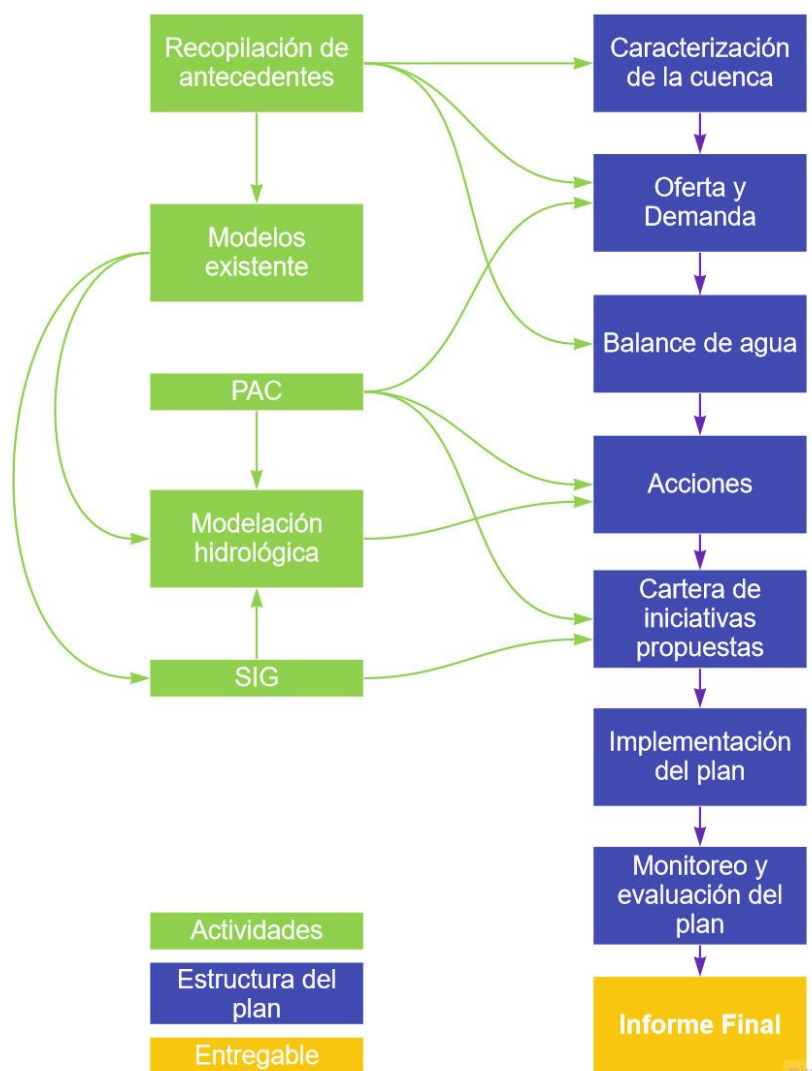 Recopilación de
antecedentes
Modelos
existente
PAC
Modelación
hidrológica
SIG
Caracterización
de la cuenca
Oferta y
Demanda
Balance de agua
Acciones
Cartera de
iniciativas
propuestas
Implementación
del plan
Monitoreo y
evaluación del
plan
Informe Final
Actividades
Estructura del
plan
Entregable